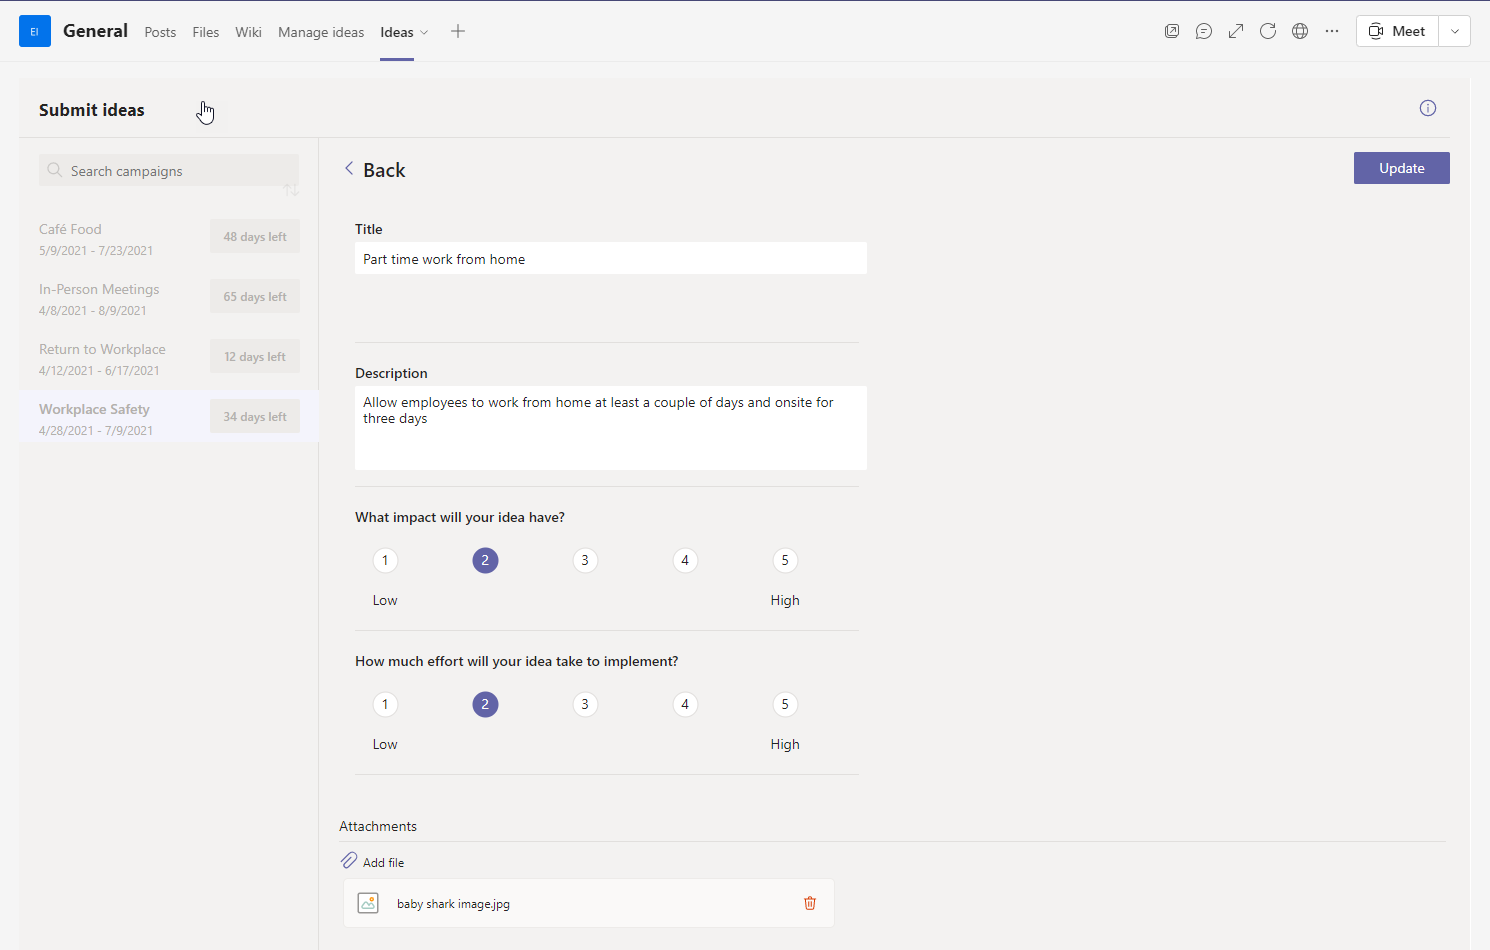 EI
General
Posts
Files
Wiki
Manage ideas
Ideas
Meet
Submit ideas
Search campaigns
Café Food
5/9/2021 - 7/23/2021
48 days left
In-Person Meetings
4/8/2021 - 8/9/2021
65 days left
Return to Workplace
4/12/2021 - 6/17/2021
12 days left
Workplace Safety
4/28/2021 - 7/9/2021
34 days left
Back
Update
Title
Part time work from home
Description
Allow employees to work from home at least a couple of days and onsite for
three days
What impact will your idea have?
1 2 3 4 5
Low High
How much effort will your idea take to implement?
1 2 3 4 5
Low High
Attachments
Add file
baby shark image.jpg